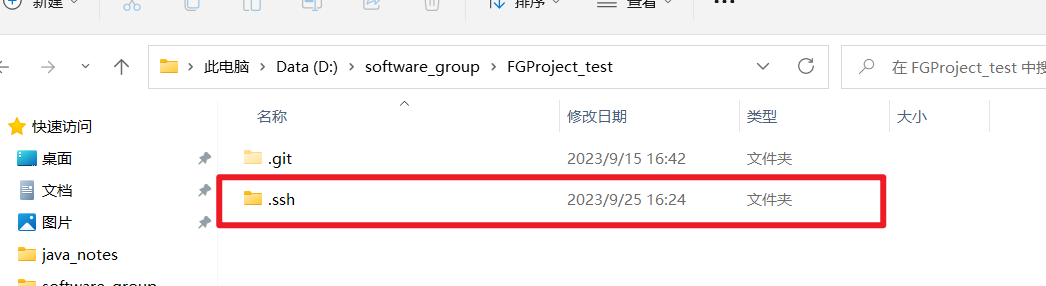 新建 排序 查看 ...
此电脑 > Data (D:) > software_group > FGProject_test 在 FGProject_test 中搜
名称 修改日期 类型 大小
快速访问
桌面
文档
图片
java_notes
software_group
.git 2023/9/15 16:42 文件夹
.ssh 2023/9/25 16:24 文件夹